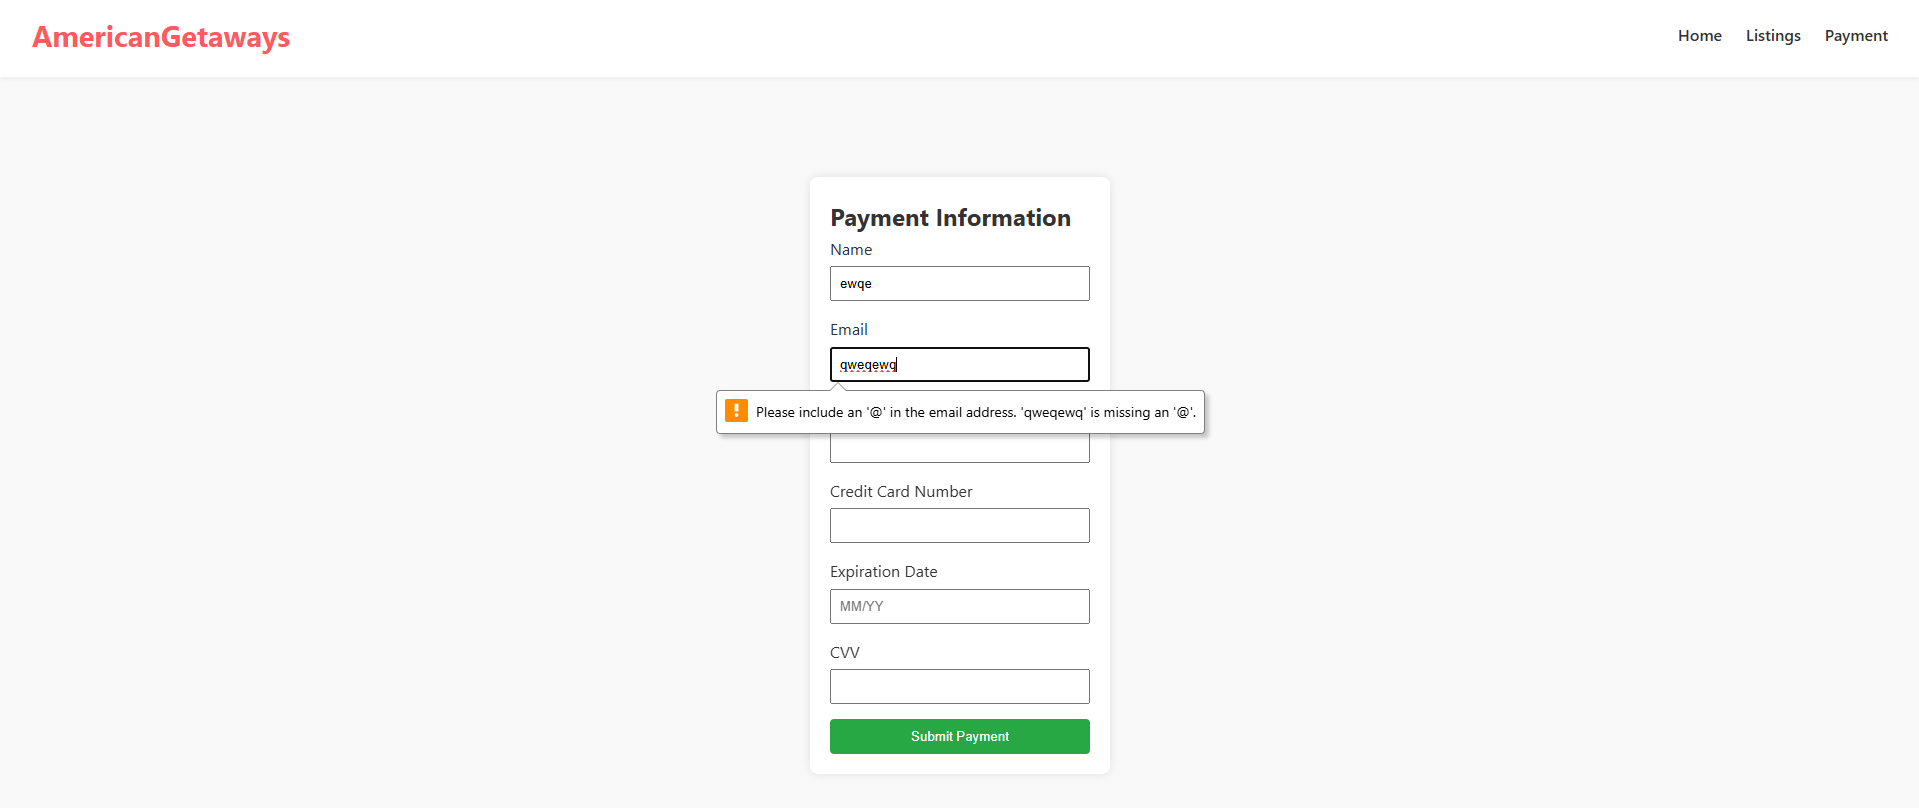 AmericanGetaways
Home Listings Payment
Payment Information
Name
ewqe
Email
qweqewq
Please include an '@' in the email address. 'qweqewq' is missing an '@'.
Credit Card Number
Expiration Date
MM/YY
CVV
Submit Payment